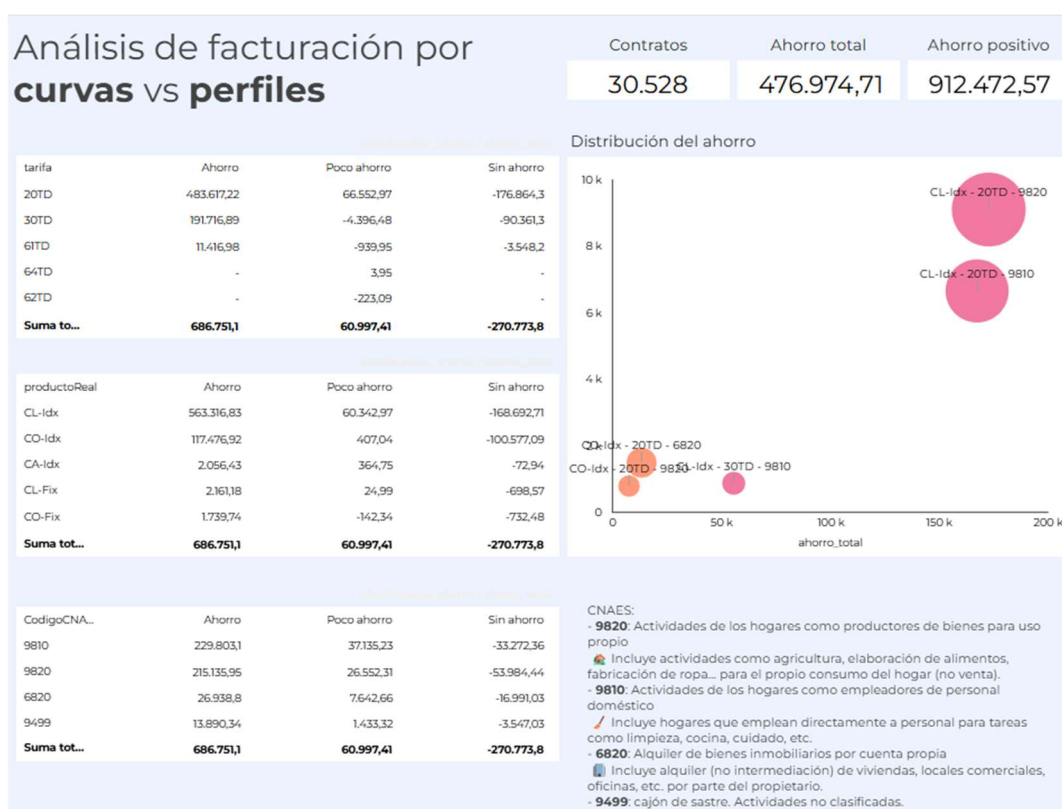 Análisis de facturación por
curvas vs perfiles
Contratos Ahorro total Ahorro positivo
30.528 476.974,71 912.472,57
tarifa Ahorro Poco ahorro Sin ahorro
20TD 483.617,22 66.552,97 -176.864,3
30TD 191.716,89 -4.396,48 -90.361,3
61TD 11.416,98 -939,95 -3.548,2
64TD - 3,95 -
62TD - -223,09 -
Suma to... 686.751,1 60.997,41 -270.773,8
productoReal Ahorro Poco ahorro Sin ahorro
CL-Idx 563.316,83 60.342,97 -168.692,71
CO-Idx 117.476,92 407,04 -100.577,09
CA-Idx 2.056,43 364,75 -72,94
CL-Fix 2.161,18 24,99 -698,57
CO-Fix 1.739,74 -142,34 -732,48
Suma tot... 686.751,1 60.997,41 -270.773,8
CodigoCNA... Ahorro Poco ahorro Sin ahorro
9810 229.803,1 37.135,23 -33.272,36
9820 215.135,95 26.552,31 -53.984,44
6820 26.938,8 7.642,66 -16.991,03
9499 13.890,34 1.433,32 -3.547,03
Suma tot... 686.751,1 60.997,41 -270.773,8
Distribución del ahorro
10 k
CL-Idx - 20TD - 9820
8 k
CL-Idx - 20TD - 9810
6 k
4 k
2 k
CO-Idx - 20TD - 6820
CO-Idx - 20TD - 9820
CL-Idx - 30TD - 9810
0
0 50 k 100 k 150 k 200 k
ahorro_total
CNAES:
- 9820: Actividades de los hogares como productores de bienes para uso
propio
Incluye actividades como agricultura, elaboración de alimentos,
fabricación de ropa... para el propio consumo del hogar (no venta).
- 9810: Actividades de los hogares como empleadores de personal
doméstico
Incluye hogares que emplean directamente a personal para tareas
como limpieza, cocina, cuidado, etc.
- 6820: Alquiler de bienes inmobiliarios por cuenta propia
Incluye alquiler (no intermediación) de viviendas, locales comerciales,
oficinas, etc. por parte del propietario.
- 9499: cajón de sastre. Actividades no clasificadas.